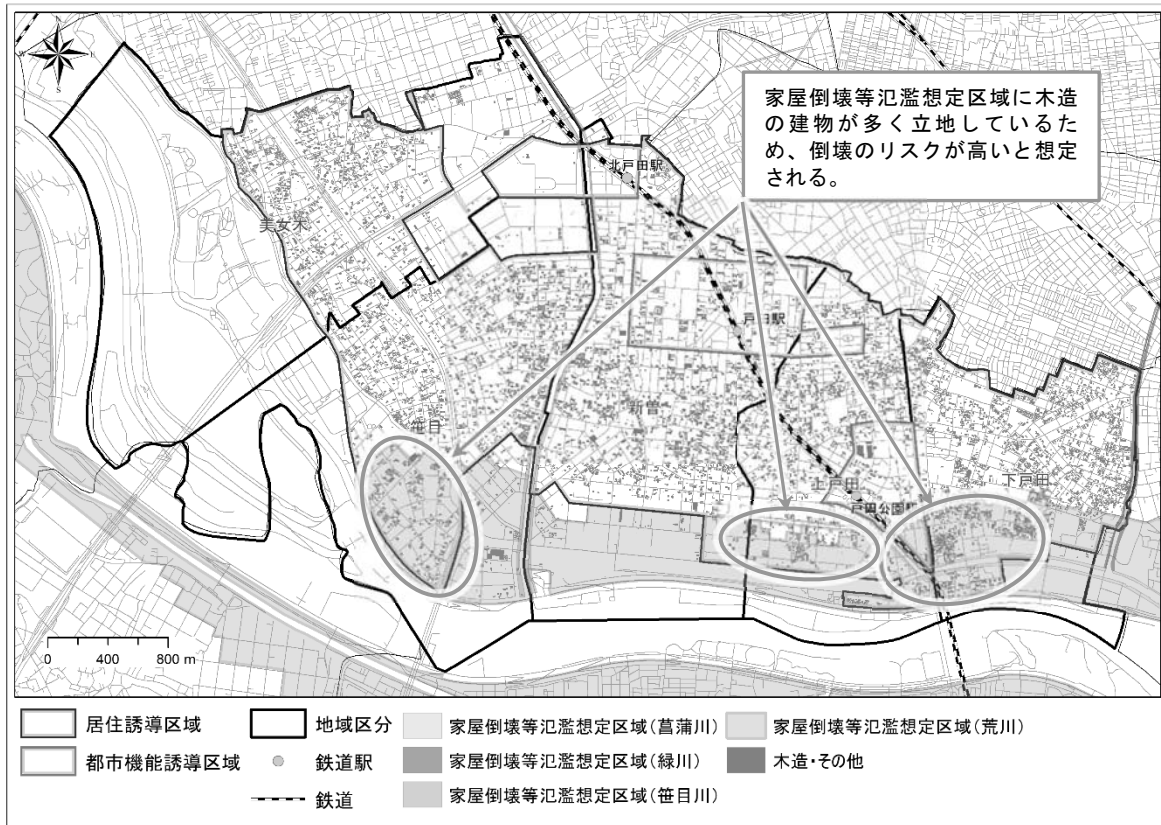 N
W
E
S
家屋倒壊等氾濫想定区域に木造
の建物が多く立地しているた
め、倒壊のリスクが高いと想定
される。
北戸田駅
美女木
戸田駅
新曽
笹目
上戸田
下戸田
戸田公園駅
0 400 800 m
居住誘導区域
地域区分
家屋倒壊等氾濫想定区域(菖蒲川)
家屋倒壊等氾濫想定区域(荒川)
都市機能誘導区域
鉄道駅
家屋倒壊等氾濫想定区域(緑川)
木造・その他
鉄道
家屋倒壊等氾濫想定区域(笹目川)